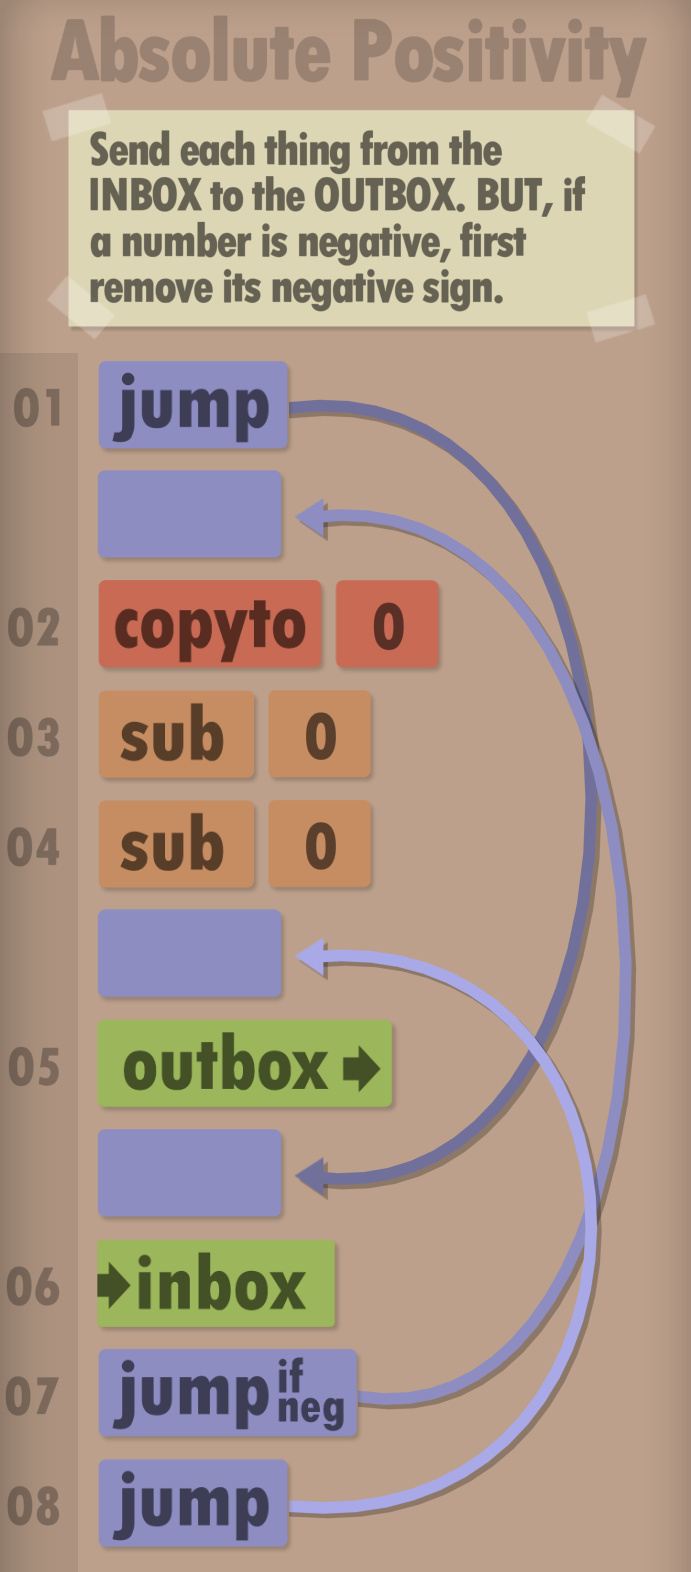 Absolute Positivity
Send each thing from the
INBOX to the OUTBOX. BUT, if
a number is negative, first
remove its negative sign.
01 jump
02 copyto 0
03 sub 0
04 sub 0
05 outbox
06 inbox
07 jump if neg
08 jump